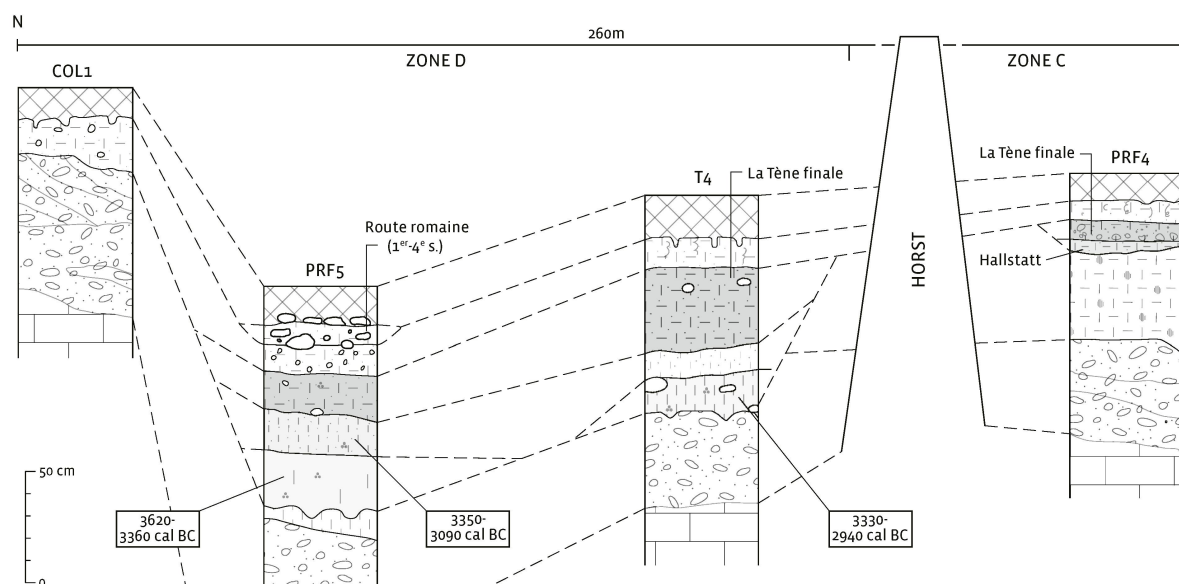 N
260m
ZONE D
ZONE C
COL1
La Tène finale
PRF4
T4
La Tène finale
Route romaine
(1er-4e s.)
PRF5
HORST
Hallstatt
50 cm
3620-
3360 cal BC
3350-
3090 cal BC
3330-
2940 cal BC
0